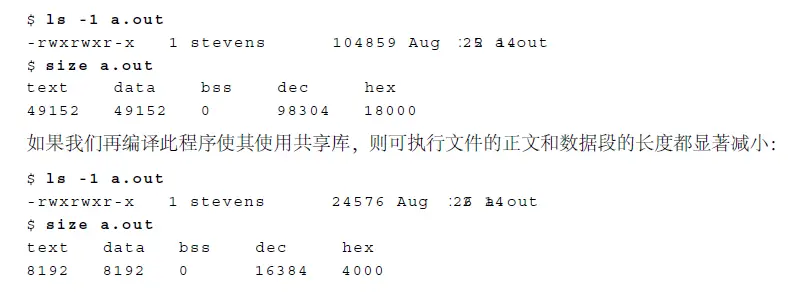 $ ls -1 a.out
-rwxrwxr-x 1 stevens 104859 Aug a.out
$ size a.out
text data bss dec hex
49152 49152 0 98304 18000
如果我们再编译此程序使其使用共享库，则可执行文件的正文和数据段的长度都显著减小：
$ ls -1 a.out
-rwxrwxr-x 1 stevens 24576 Aug a.out
$ size a.out
text data bss dec hex
8192 8192 0 16384 4000